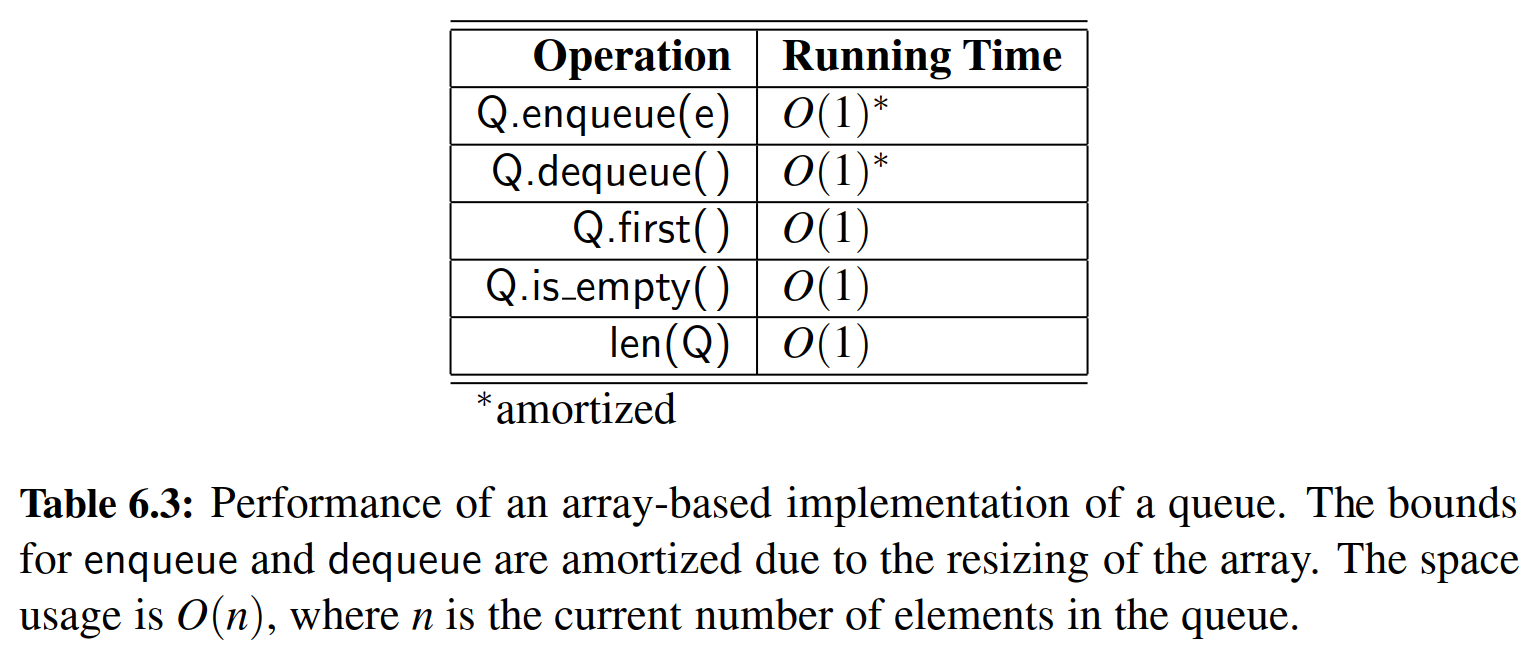 Operation Running Time
Q.enqueue(e) O(1)*
Q.dequeue() O(1)*
Q.first() O(1)
Q.is_empty() O(1)
len(Q) O(1)
*amortized
Table 6.3: Performance of an array-based implementation of a queue. The bounds
for enqueue and dequeue are amortized due to the resizing of the array. The space
usage is O(n), where n is the current number of elements in the queue.